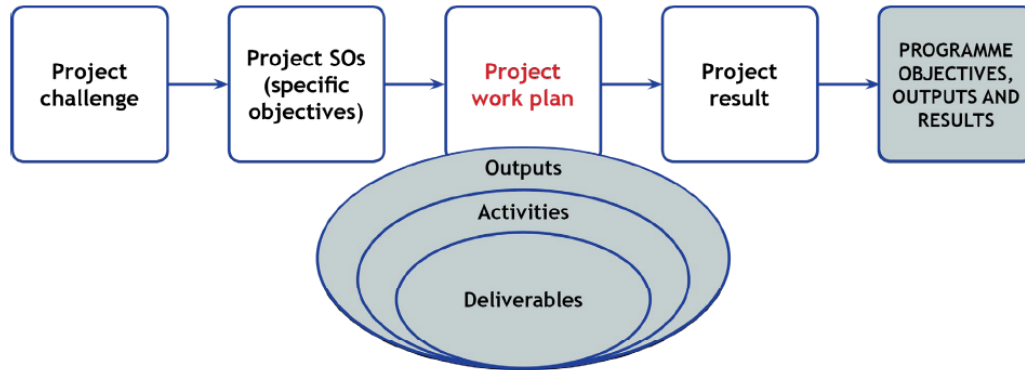 Project
challenge
Project SOs
(specific
objectives)
Project
work plan
Project
result
PROGRAMME
OBJECTIVES,
OUTPUTS AND
RESULTS
Outputs
Activities
Deliverables